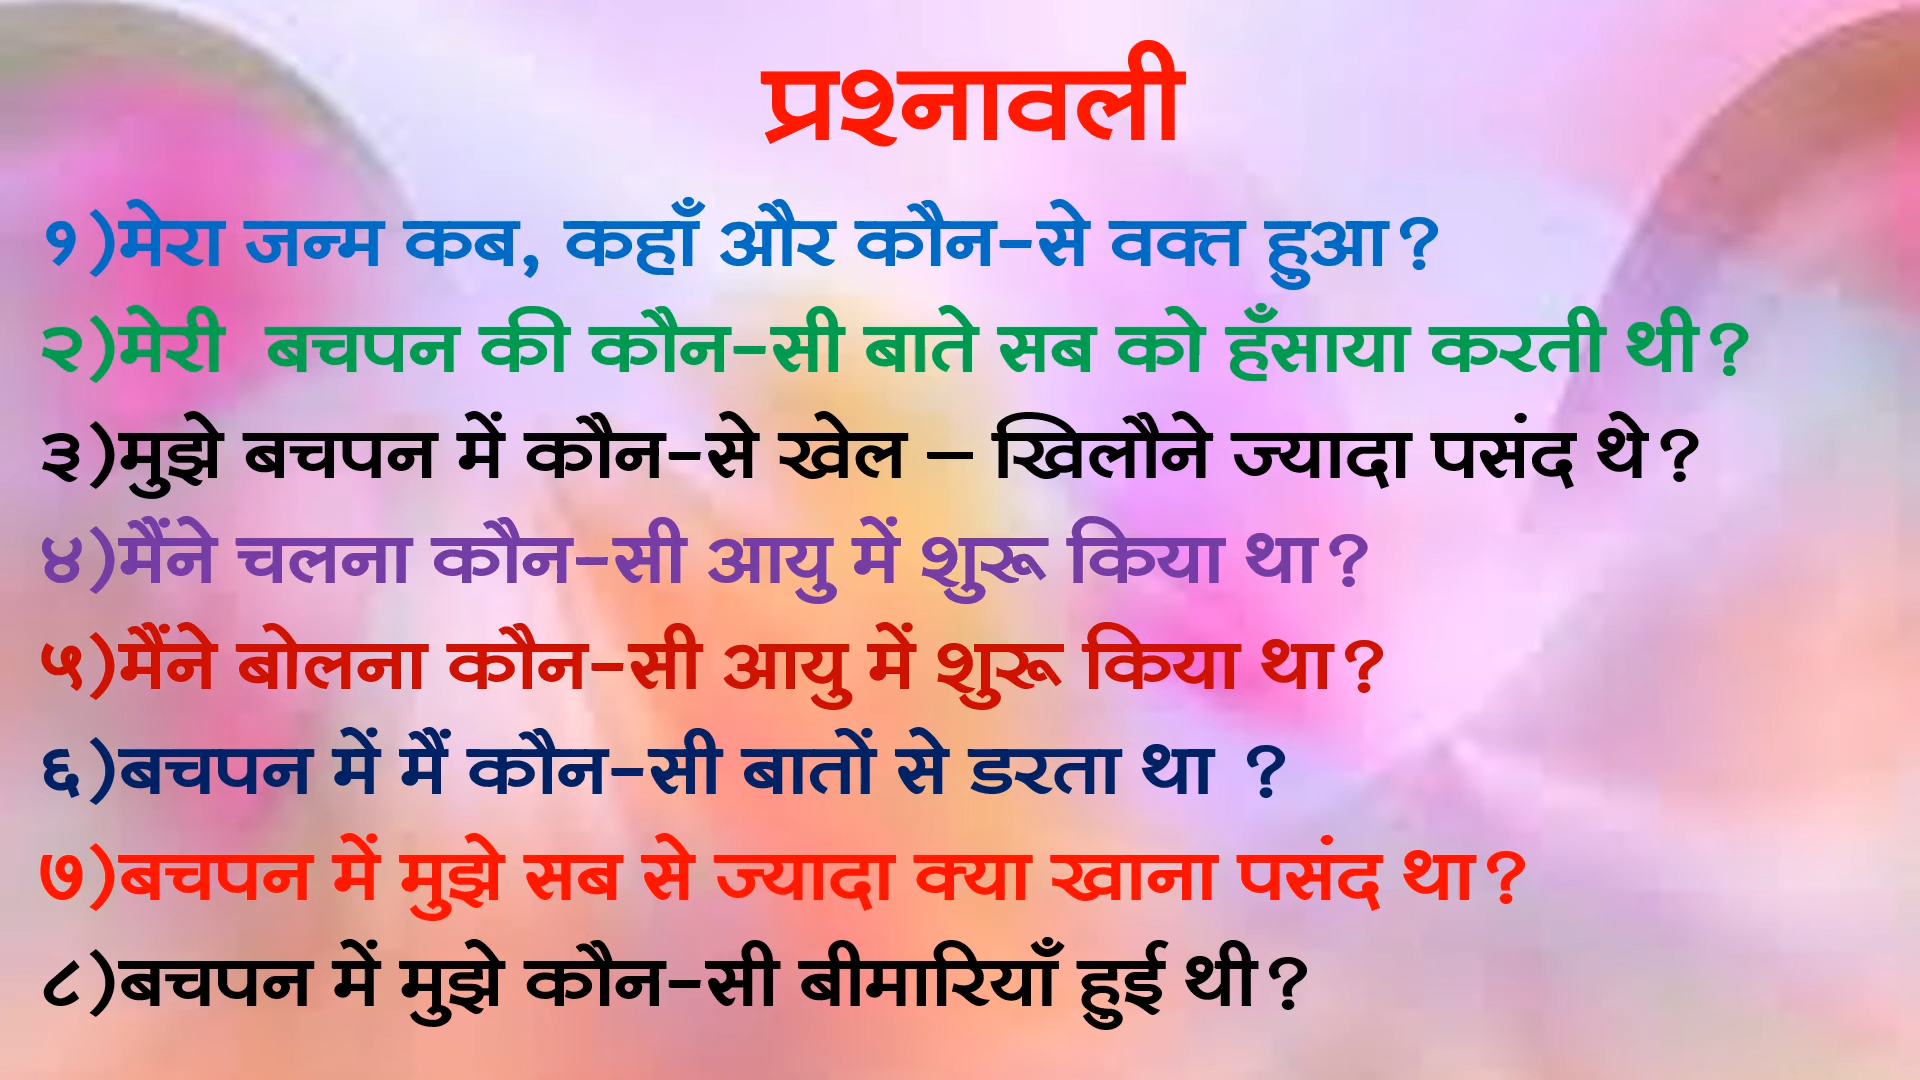 प्रश्नावली
१)मेरा जन्म कब, कहाँ और कौन-से वक्त हुआ?
२)मेरी बचपन की कौन-सी बाते सब को हँसाया करती थी?
३)मुझे बचपन में कौन-से खेल – खिलौने ज्यादा पसंद थे?
४)मैंने चलना कौन-सी आयु में शुरू किया था?
५)मैंने बोलना कौन-सी आयु में शुरू किया था?
६)बचपन में मैं कौन-सी बातों से डरता था ?
७)बचपन में मुझे सब से ज्यादा क्या खाना पसंद था?
८)बचपन में मुझे कौन-सी बीमारियाँ हुई थी?